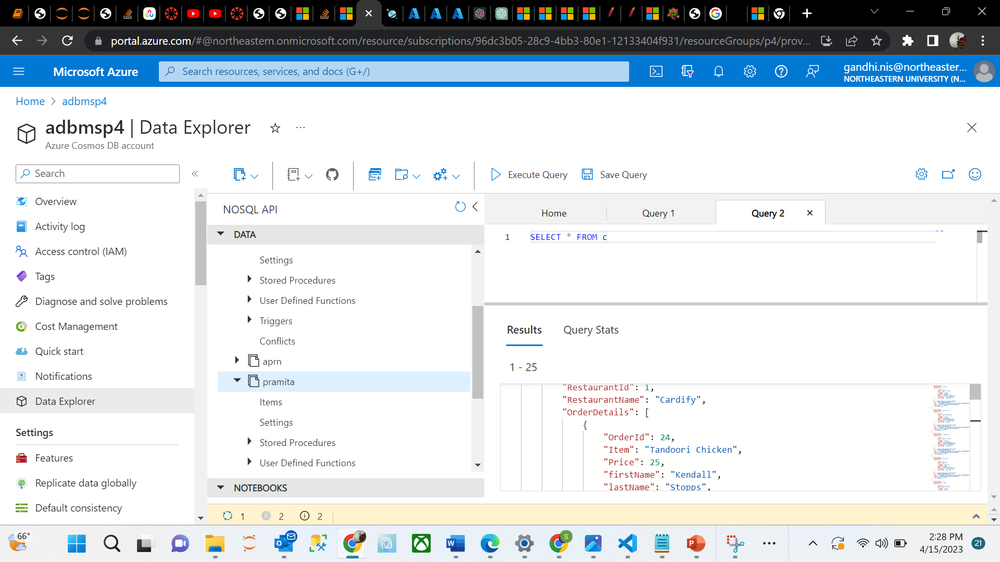 portal.azure.com/#@northeastern.onmicrosoft.com/resource/subscriptions/96dc3b05-28c9-4bb3-80e1-12133404f931/resourceGroups/p4/prov...
Microsoft Azure
Search resources, services, and docs (G+/)
gandhi.nis@northeaster...
NORTHEASTERN UNIVERSITY (N...
Home > adbmsp4
adbmsp4 | Data Explorer
...
Azure Cosmos DB account
Search
«
Execute Query
Save Query
Overview
Activity log
Access control (IAM)
Tags
Diagnose and solve problems
Cost Management
Quick start
Notifications
Data Explorer
Settings
Features
Replicate data globally
Default consistency
NOSQL API
DATA
Settings
Stored Procedures
User Defined Functions
Triggers
Conflicts
aprn
pramita
Items
Settings
Stored Procedures
User Defined Functions
NOTEBOOKS
Home
Query 1
Query 2
1 SELECT * FROM c
Results
Query Stats
1 - 25
"RestaurantId": 1,
"RestaurantName": "Cardify",
"OrderDetails": [
{
"OrderId": 24,
"Item": "Tandoori Chicken",
"Price": 25,
"firstName": "Kendall",
"lastName": "Stopps",
1 2 2
66°
S
2:28 PM
4/15/2023
21